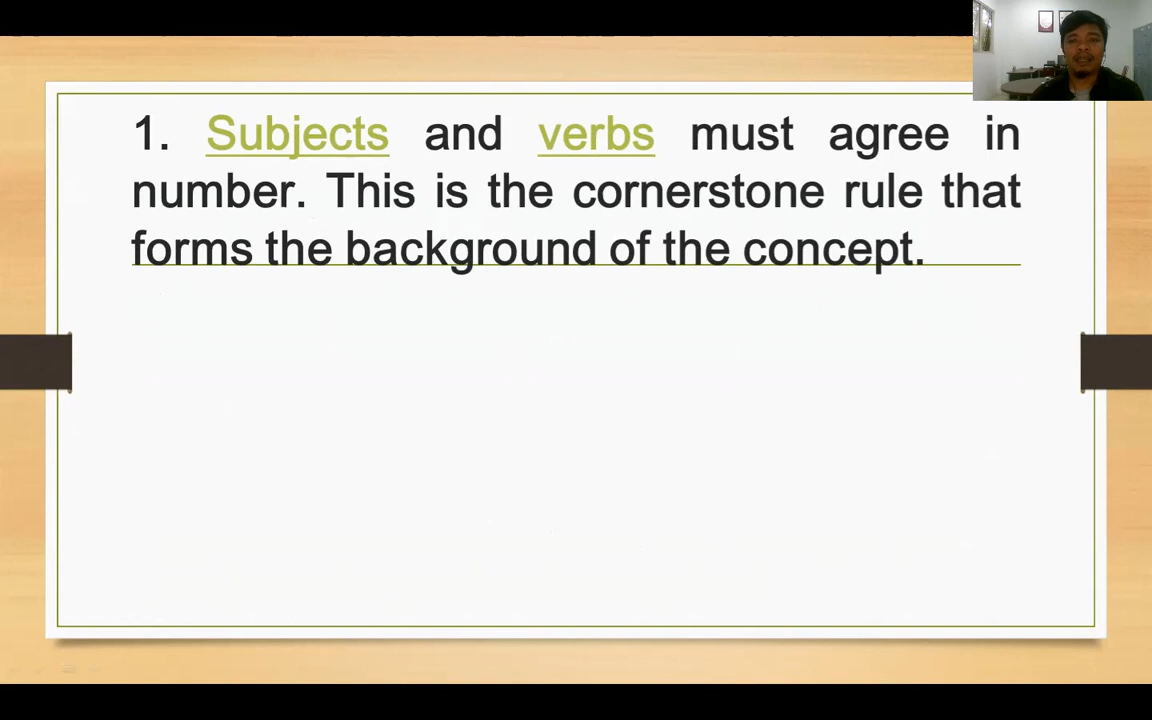 1. Subjects and verbs must agree in
number. This is the cornerstone rule that
forms the background of the concept.